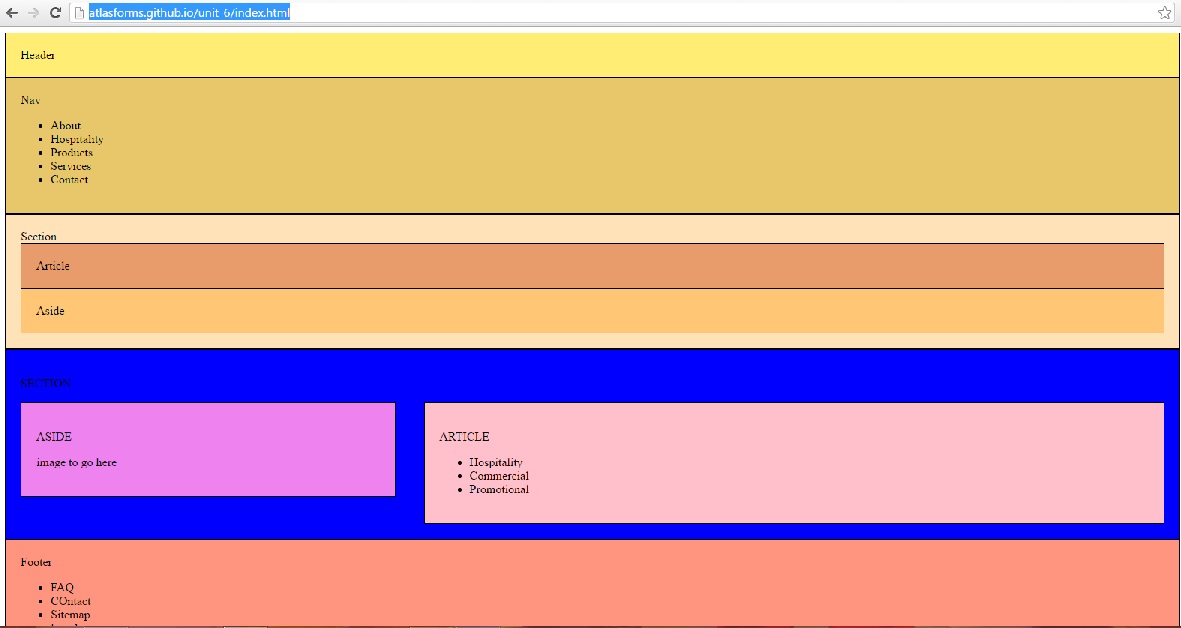 atlasforms.github.io/unit_6/index.html
Header
Nav
About
Hospitality
Products
Services
Contact
Section
Article
Aside
SECTION
ASIDE
image to go here
ARTICLE
Hospitality
Commercial
Promotional
Footer
FAQ
COntact
Sitemap